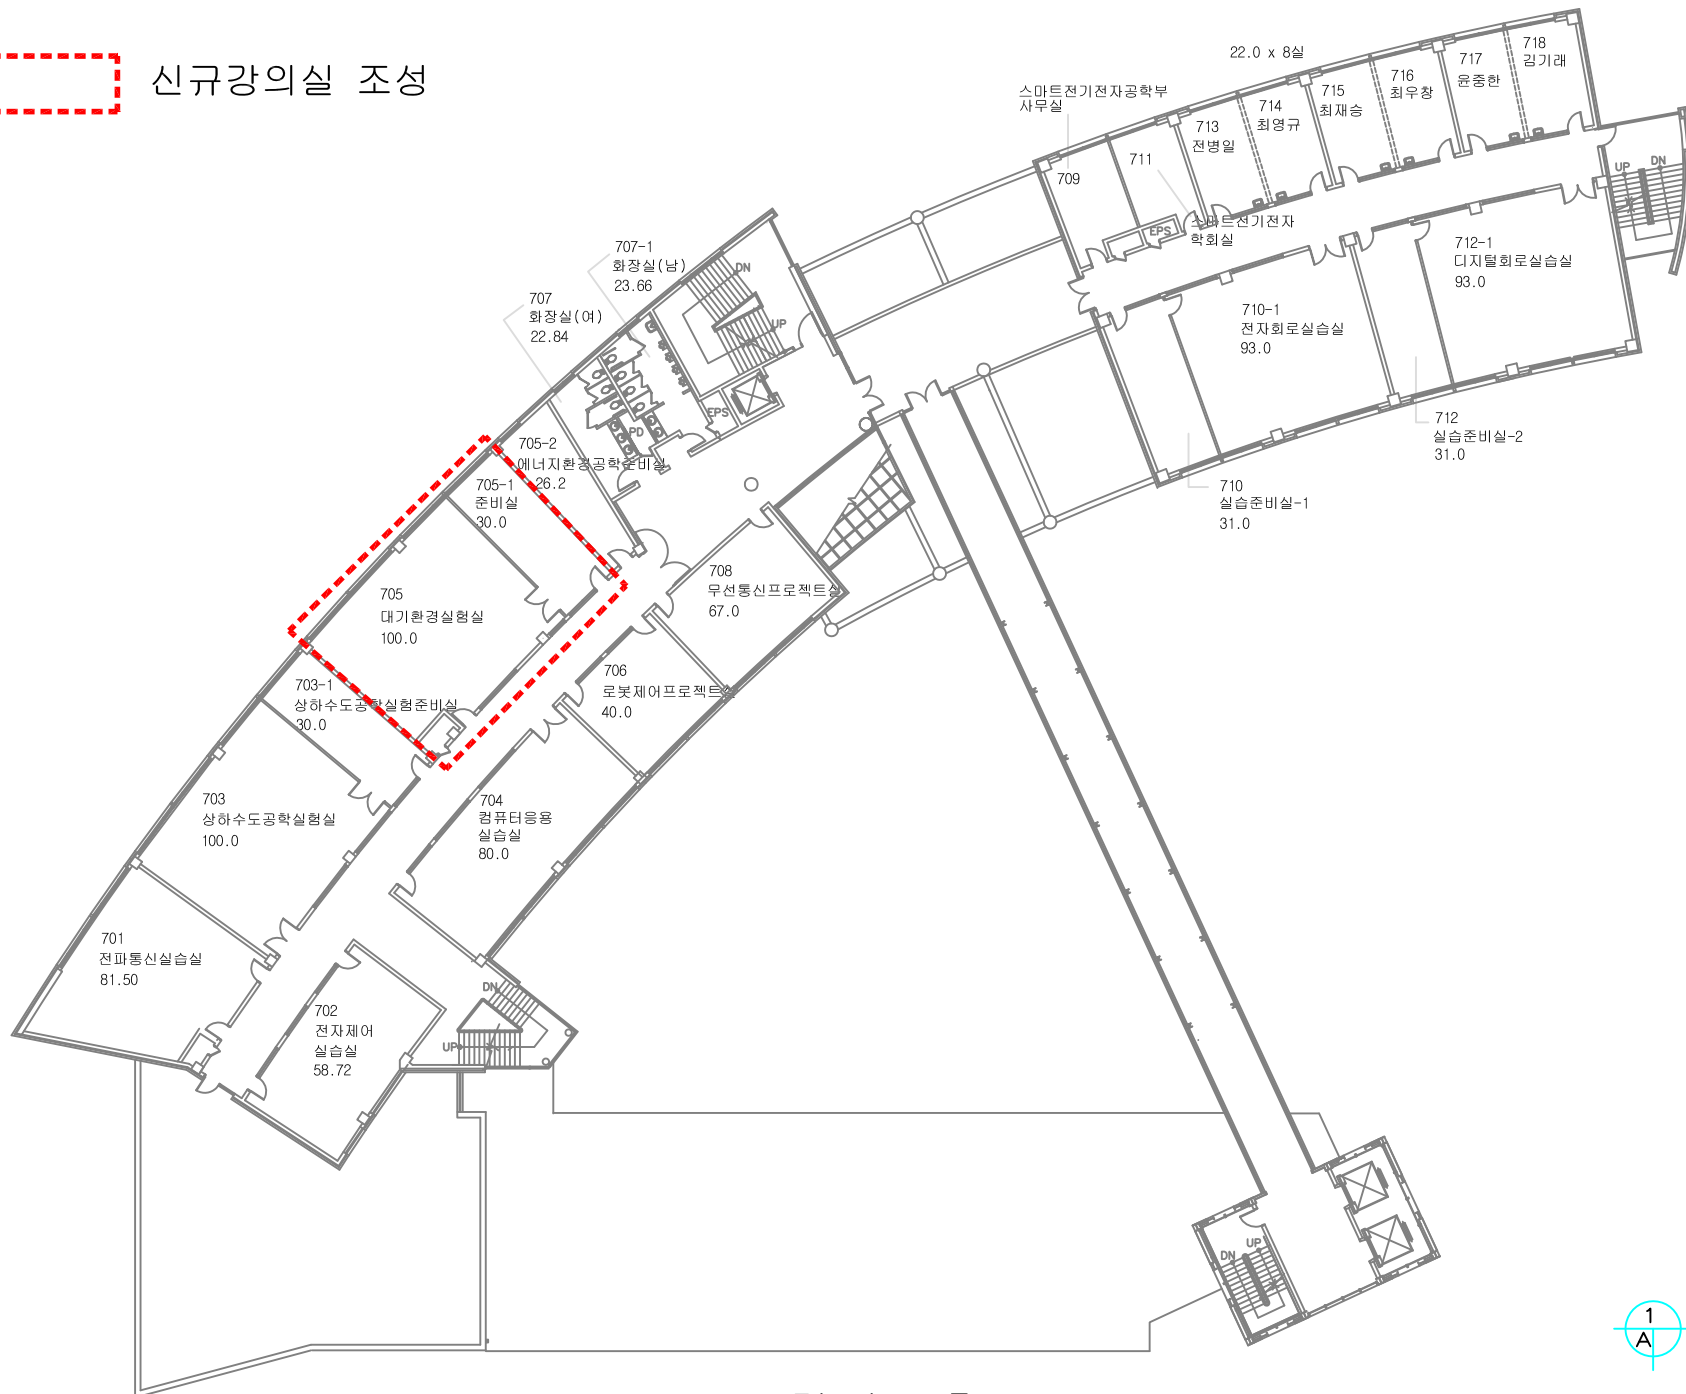 신규강의실 조성
22.0 x 8실
스마트전기전자공학부
사무실
709
711
스마트전기전자
학회실
EPS
713
전병일
714
최영규
715
최재승
716
최우창
717
윤중한
718
김기래
UP
DN
712-1
디지털회로실습실
93.0
710-1
전자회로실습실
93.0
712
실습준비실-2
31.0
710
실습준비실-1
31.0
707-1
화장실(남)
23.66
707
화장실(여)
22.84
DN
UP
EPS
PD
705-2
에너지환경공학준비실
26.2
705-1
준비실
30.0
705
대기환경실험실
100.0
708
무선통신프로젝트실
67.0
706
로봇제어프로젝트실
40.0
703-1
상하수도공학실험준비실
30.0
703
상하수도공학실험실
100.0
704
컴퓨터응용
실습실
80.0
701
전파통신실습실
81.50
702
전자제어
실습실
58.72
DN
UP
DN
UP
1
A